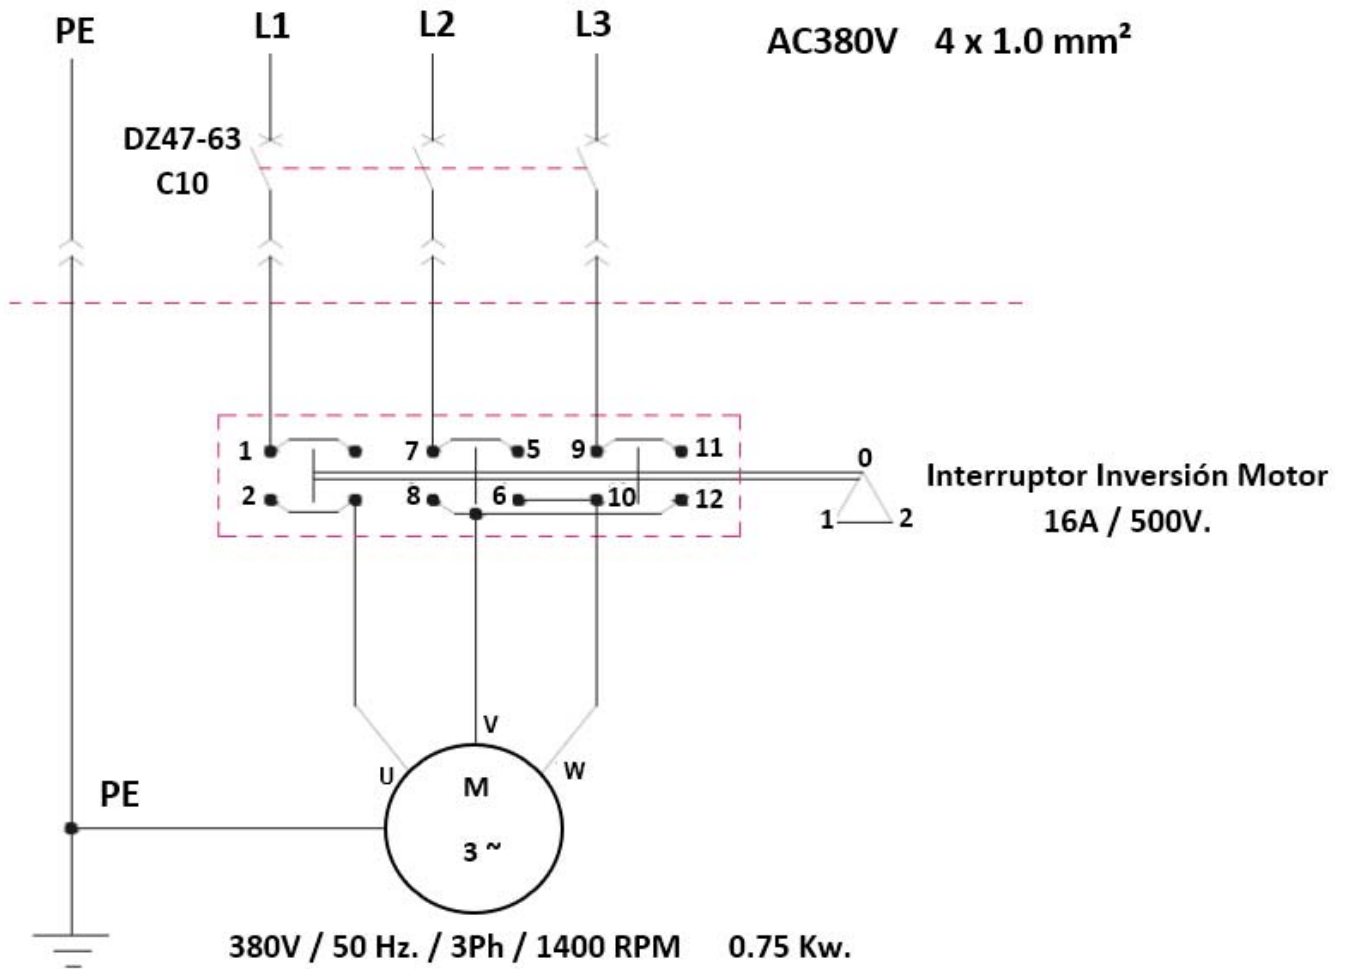 PE L1 L2 L3 AC380V 4 x 1.0 mm²
DZ47-63
C10
1 7 5 9 11
2 8 6 10 12
0
1 2
Interruptor Inversión Motor
16A / 500V.
V
U W
M
3 ~
PE
380V / 50 Hz. / 3Ph / 1400 RPM 0.75 Kw.